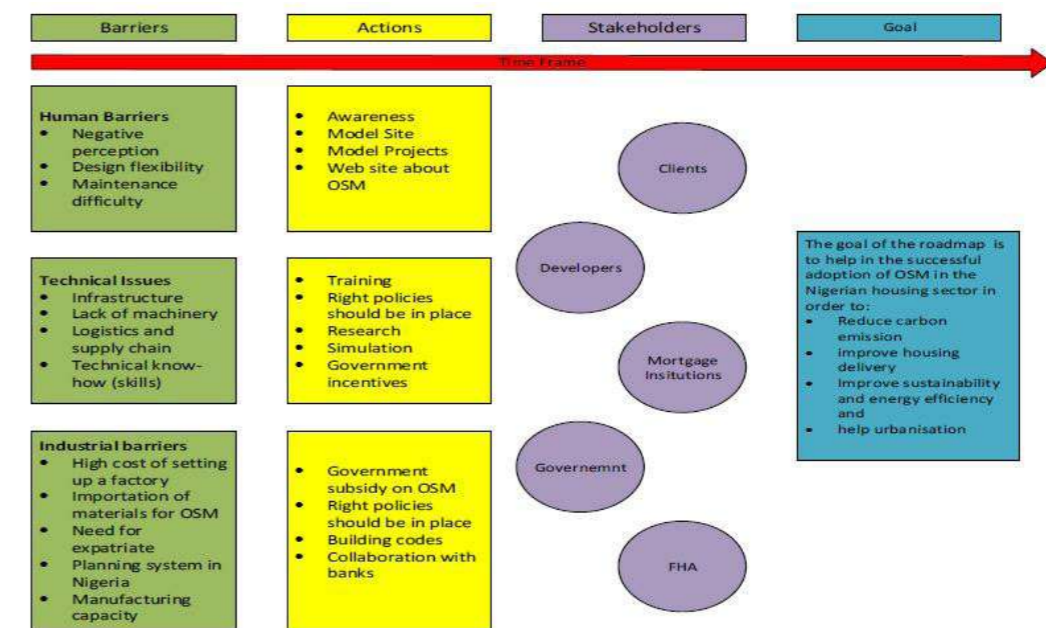 Barriers
Actions
Stakeholders
Goal
Time Frame
Human Barriers
• Negative
perception
• Design flexibility
• Maintenance
difficulty
• Awareness
• Model Site
• Model Projects
• Web site about
OSM
Technical Issues
• Infrastructure
• Lack of machinery
• Logistics and
supply chain
• Technical know-
how (skills)
• Training
• Right policies
should be in place
• Research
• Simulation
• Government
incentives
Industrial barriers
• High cost of setting
up a factory
• Importation of
materials for OSM
• Need for
expatriate
• Planning system in
Nigeria
• Manufacturing
capacity
• Government
subsidy on OSM
• Right policies
should be in place
• Building codes
• Collaboration with
banks
Clients
Developers
Mortgage
Insitutions
Governemnt
FHA
The goal of the roadmap is
to help in the successful
adoption of OSM in the
Nigerian housing sector in
order to:
• Reduce carbon
emission
• improve housing
delivery
• Improve sustainability
and energy efficiency
and
• help urbanisation